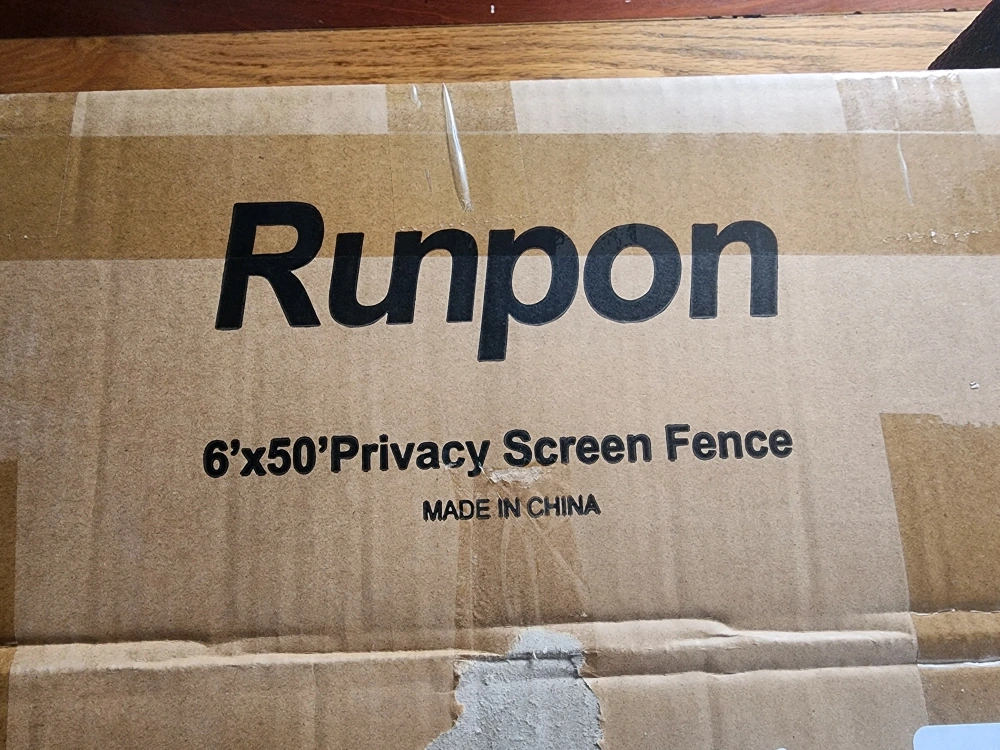 Runpon
6’x50’Privacy Screen Fence
MADE IN CHINA